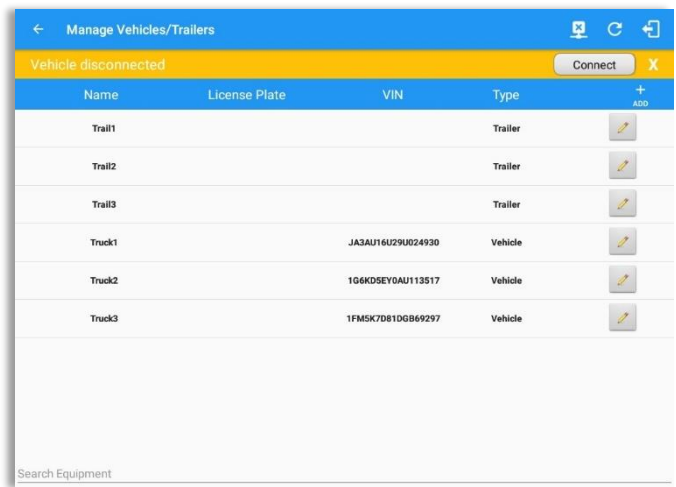 Manage Vehicles/Trailers
Vehicle disconnected Connect X
Name License Plate VIN Type + ADD
Trail1 Trailer
Trail2 Trailer
Trail3 Trailer
Truck1 JA3AU16U29U024930 Vehicle
Truck2 1G6KD5EY0AU113517 Vehicle
Truck3 1FM5K7D81DGB69297 Vehicle
Search Equipment